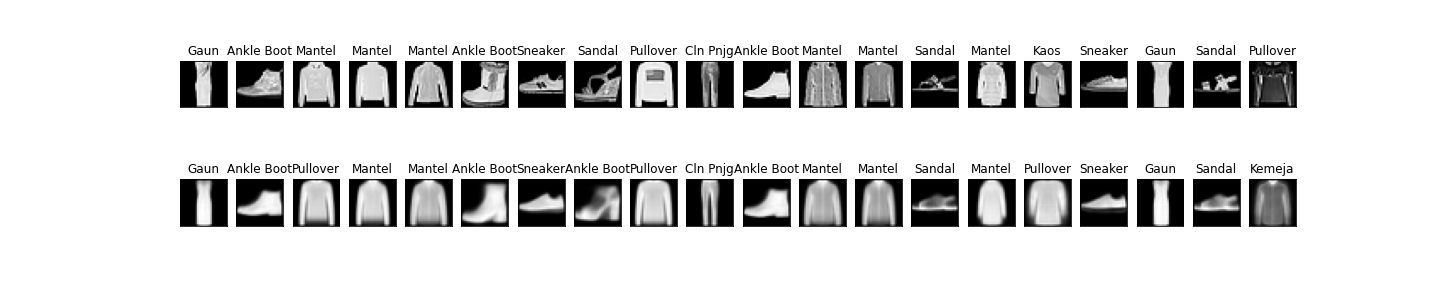 Gaun Ankle Boot Mantel Mantel Mantel Ankle Boot Sneaker Sandal Pullover Cln Pnjg Ankle Boot Mantel Mantel Sandal Mantel Kaos Sneaker Gaun Sandal Pullover
Gaun Ankle Boot Pullover Mantel Mantel Ankle Boot Sneaker Ankle Boot Pullover Cln Pnjg Ankle Boot Mantel Mantel Sandal Mantel Pullover Sneaker Gaun Sandal Kemeja